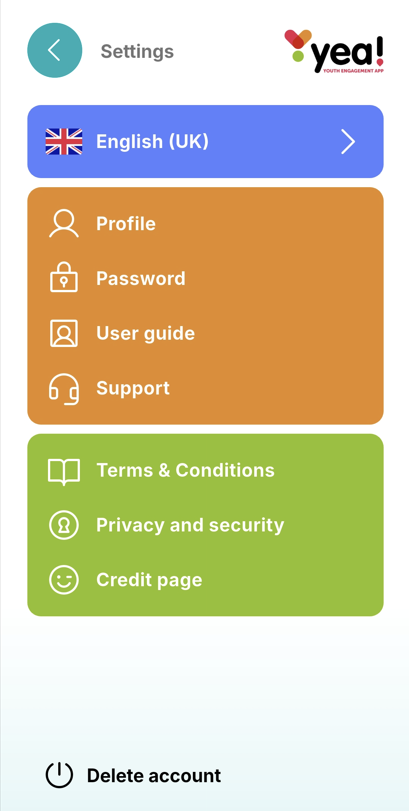 Settings
yea!
YOUTH ENGAGEMENT APP
English (UK)
Profile
Password
User guide
Support
Terms & Conditions
Privacy and security
Credit page
Delete account